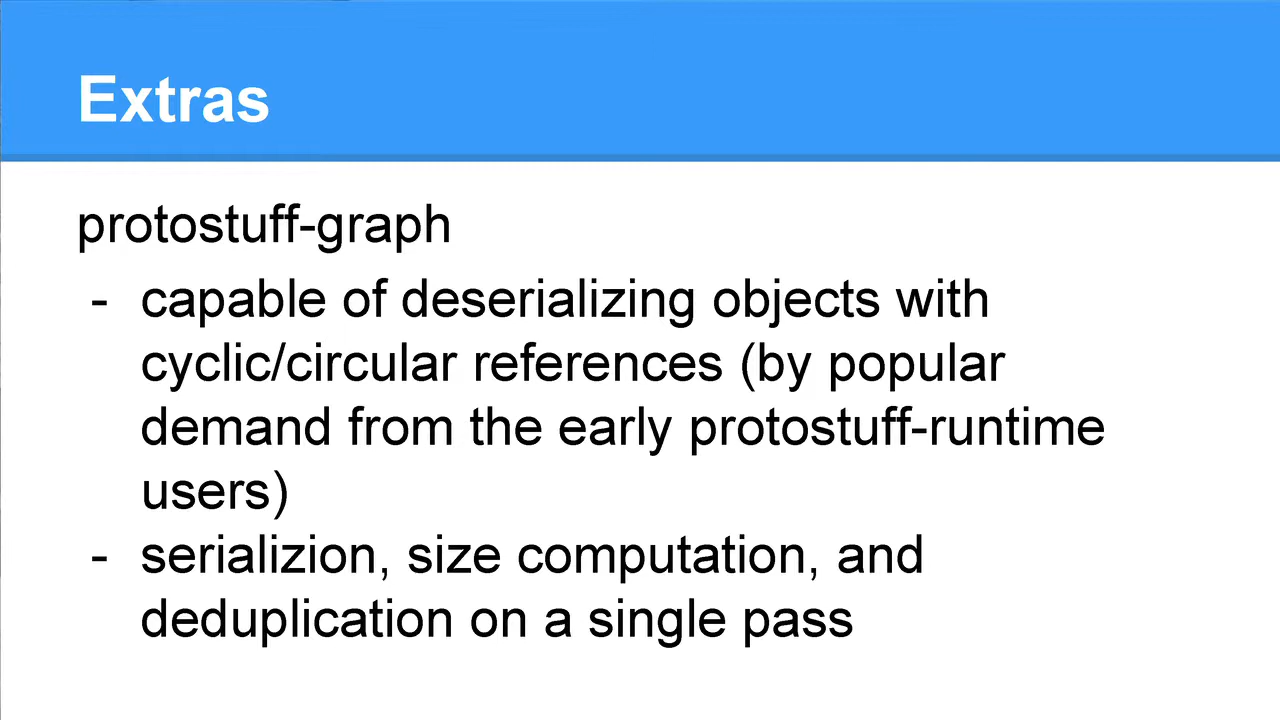 Extras
protostuff-graph
- capable of deserializing objects with
cyclic/circular references (by popular
demand from the early protostuff-runtime
users)
- serializion, size computation, and
deduplication on a single pass